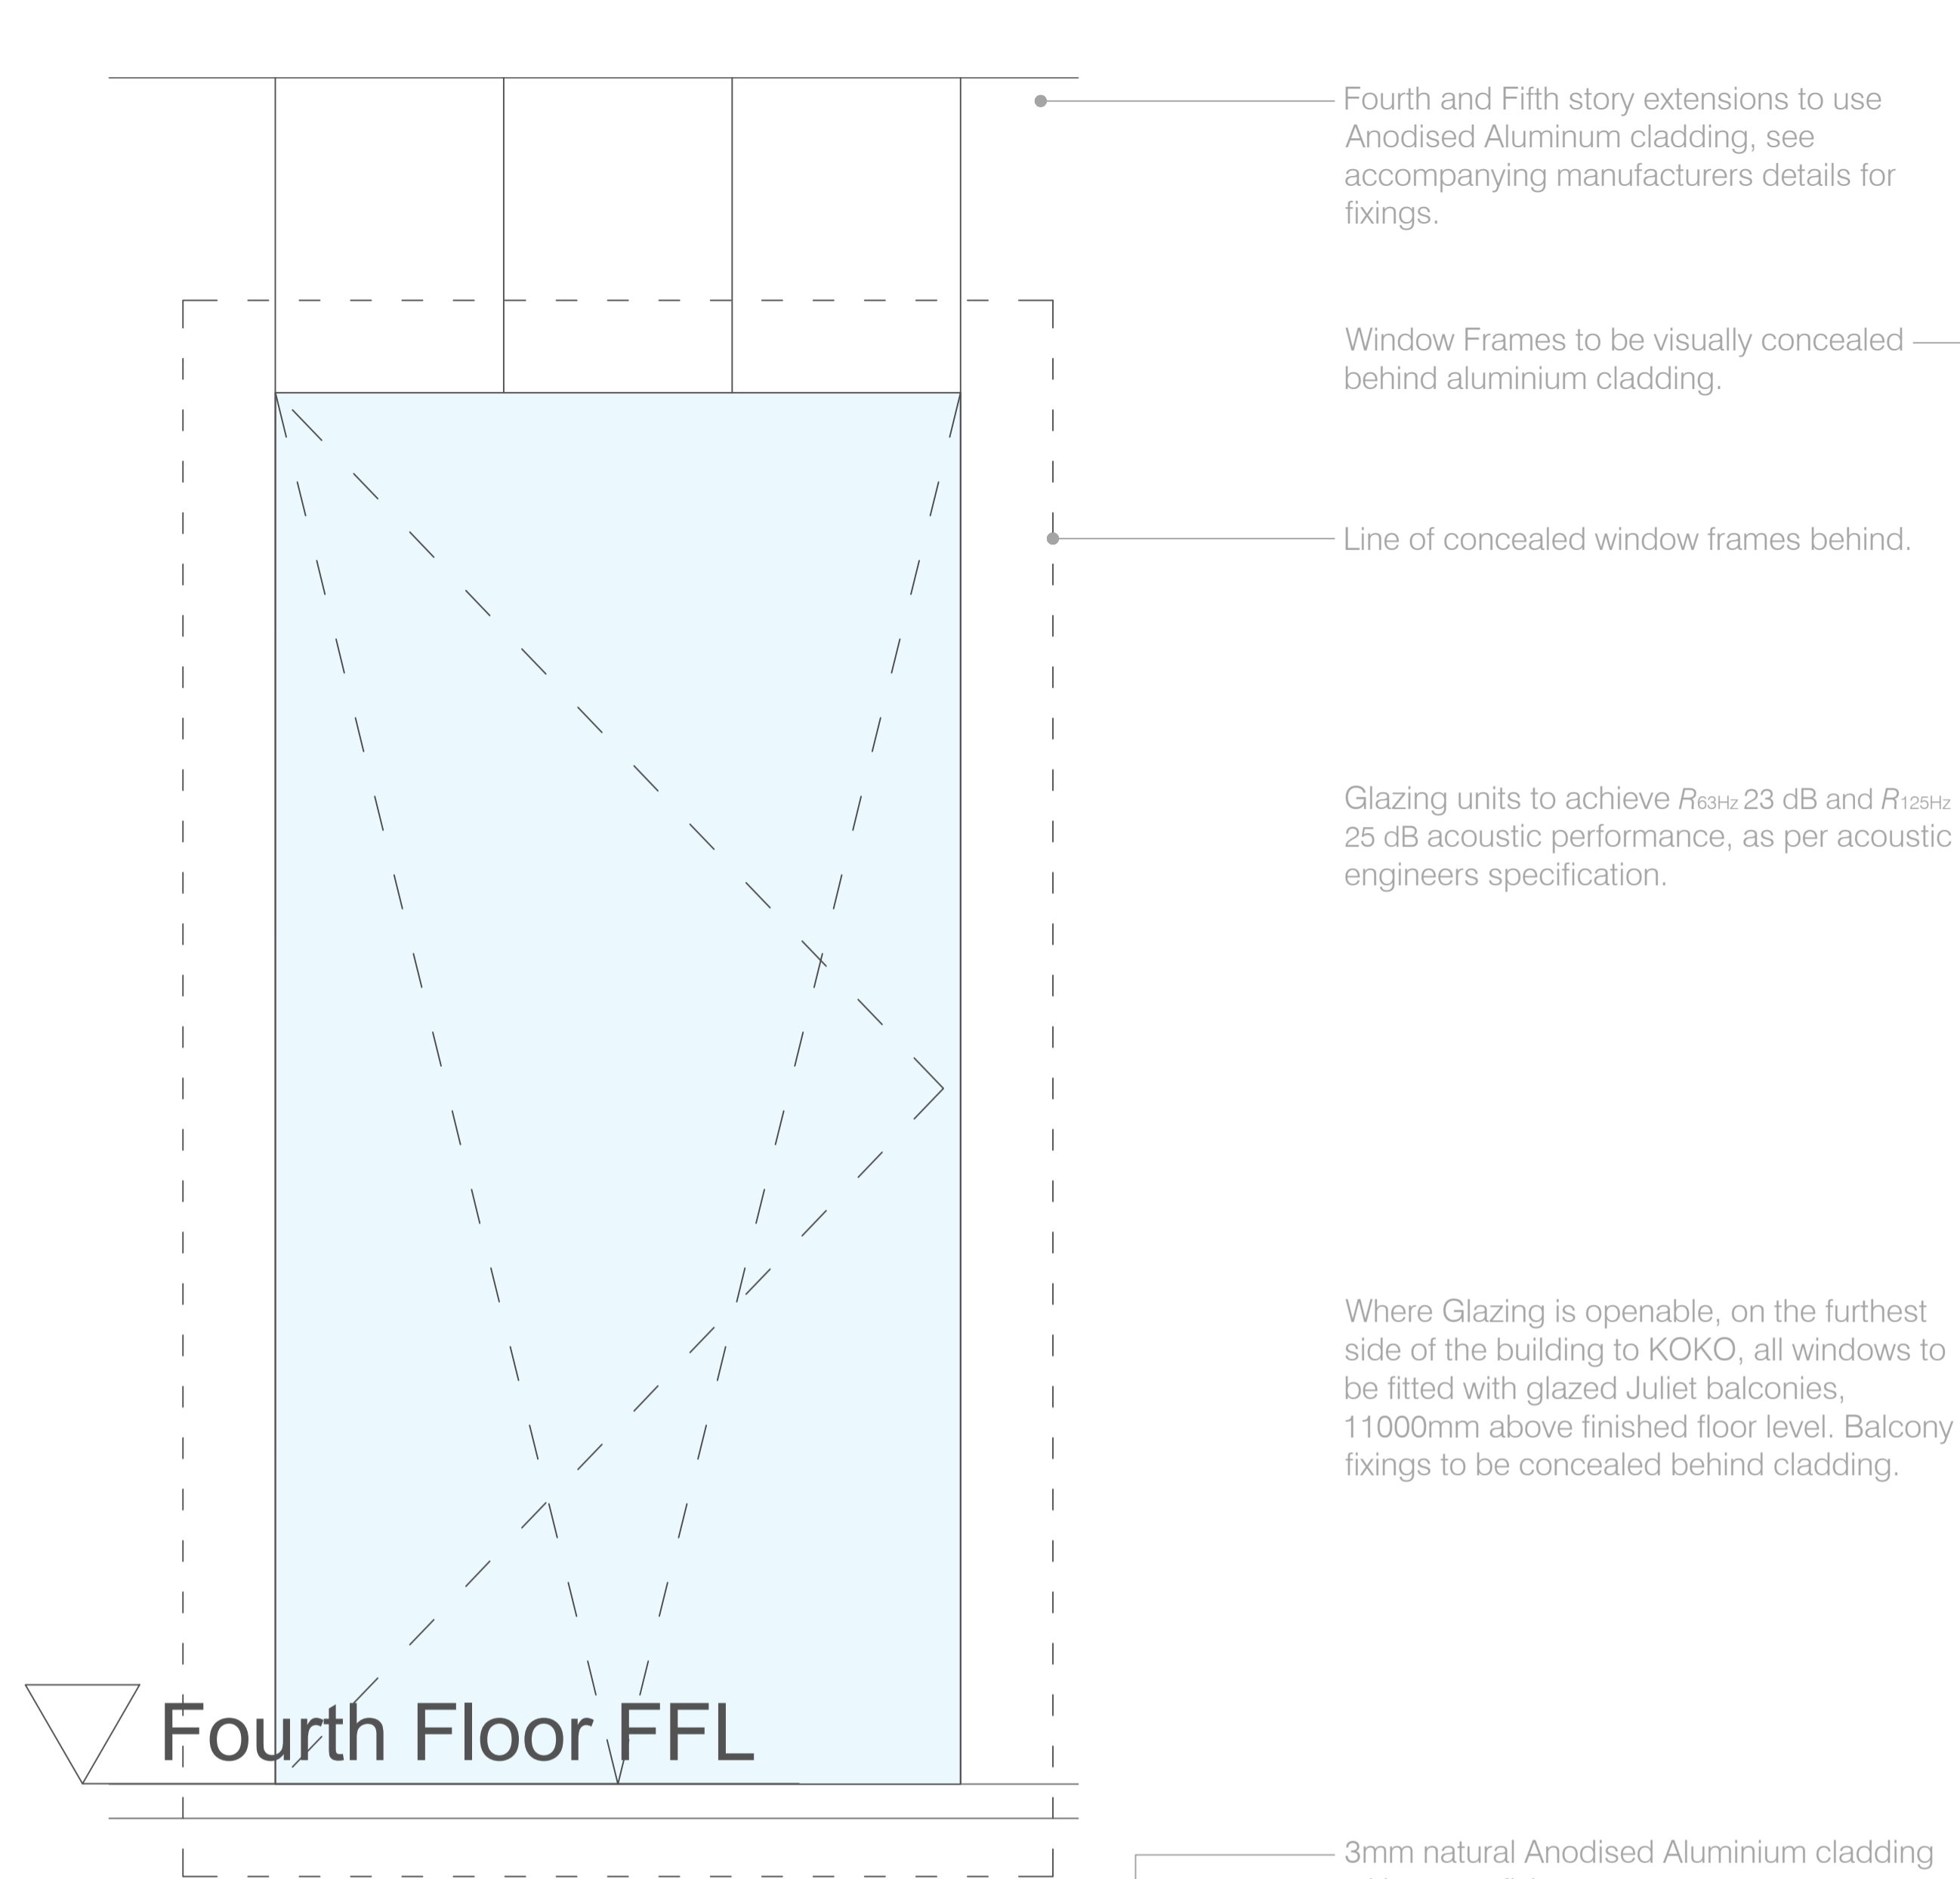 Fourth and Fifth story extensions to use
Anodised Aluminum cladding, see
accompanying manufacturers details for
fixings.
Window Frames to be visually concealed
behind aluminium cladding.
Line of concealed window frames behind.
Glazing units to achieve R63Hz 23 dB and R125Hz
25 dB acoustic performance, as per acoustic
engineers specification.
Where Glazing is openable, on the furthest
side of the building to KOKO, all windows to
be fitted with glazed Juliet balconies,
11000mm above finished floor level. Balcony
fixings to be concealed behind cladding.
Fourth Floor FFL
3mm natural Anodised Aluminium cladding